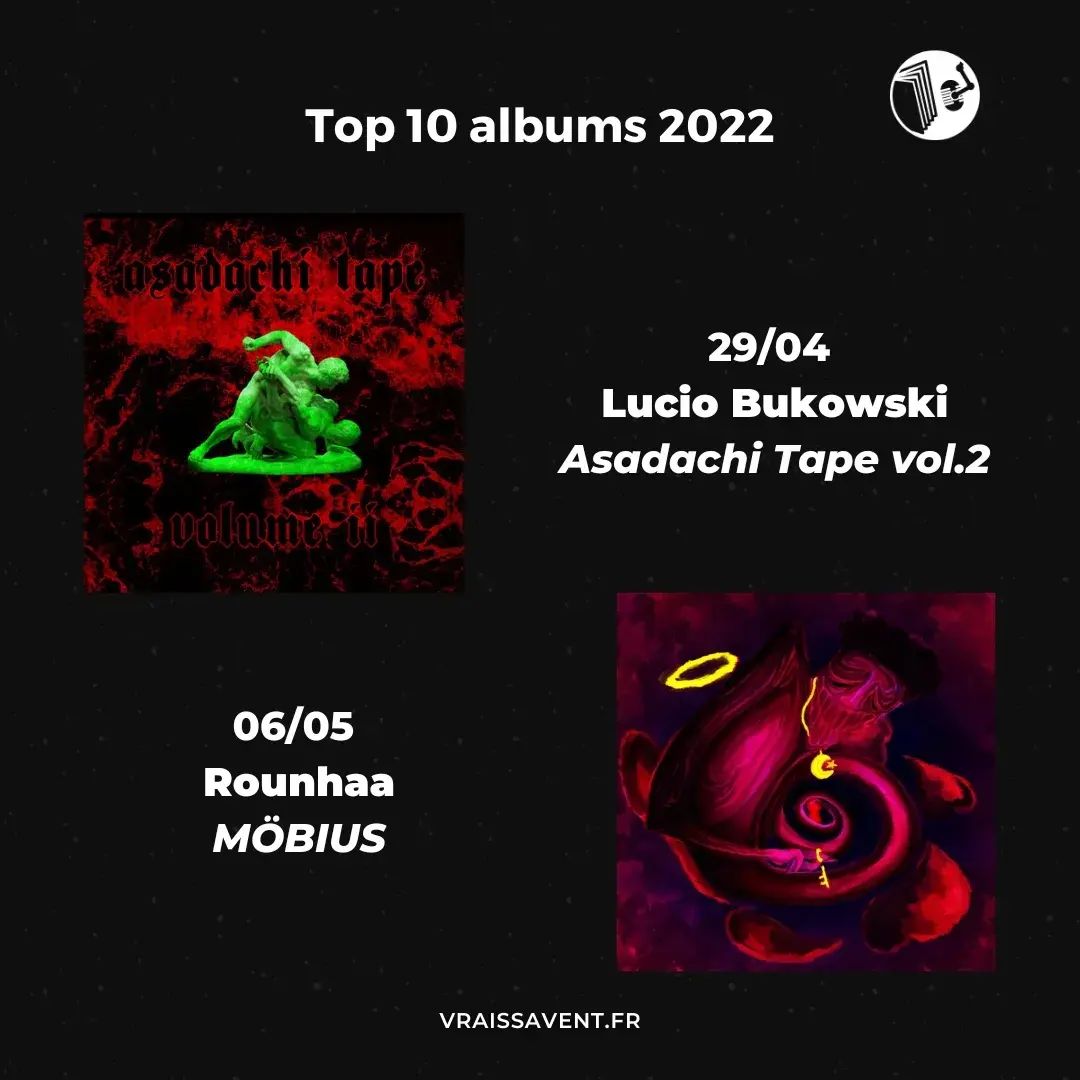 Top 10 albums 2022
asadachi tape
volume ii
29/04
Lucio Bukowski
Asadachi Tape vol.2
06/05
Rounhaa
MÖBIUS
VRAISSAVENT.FR